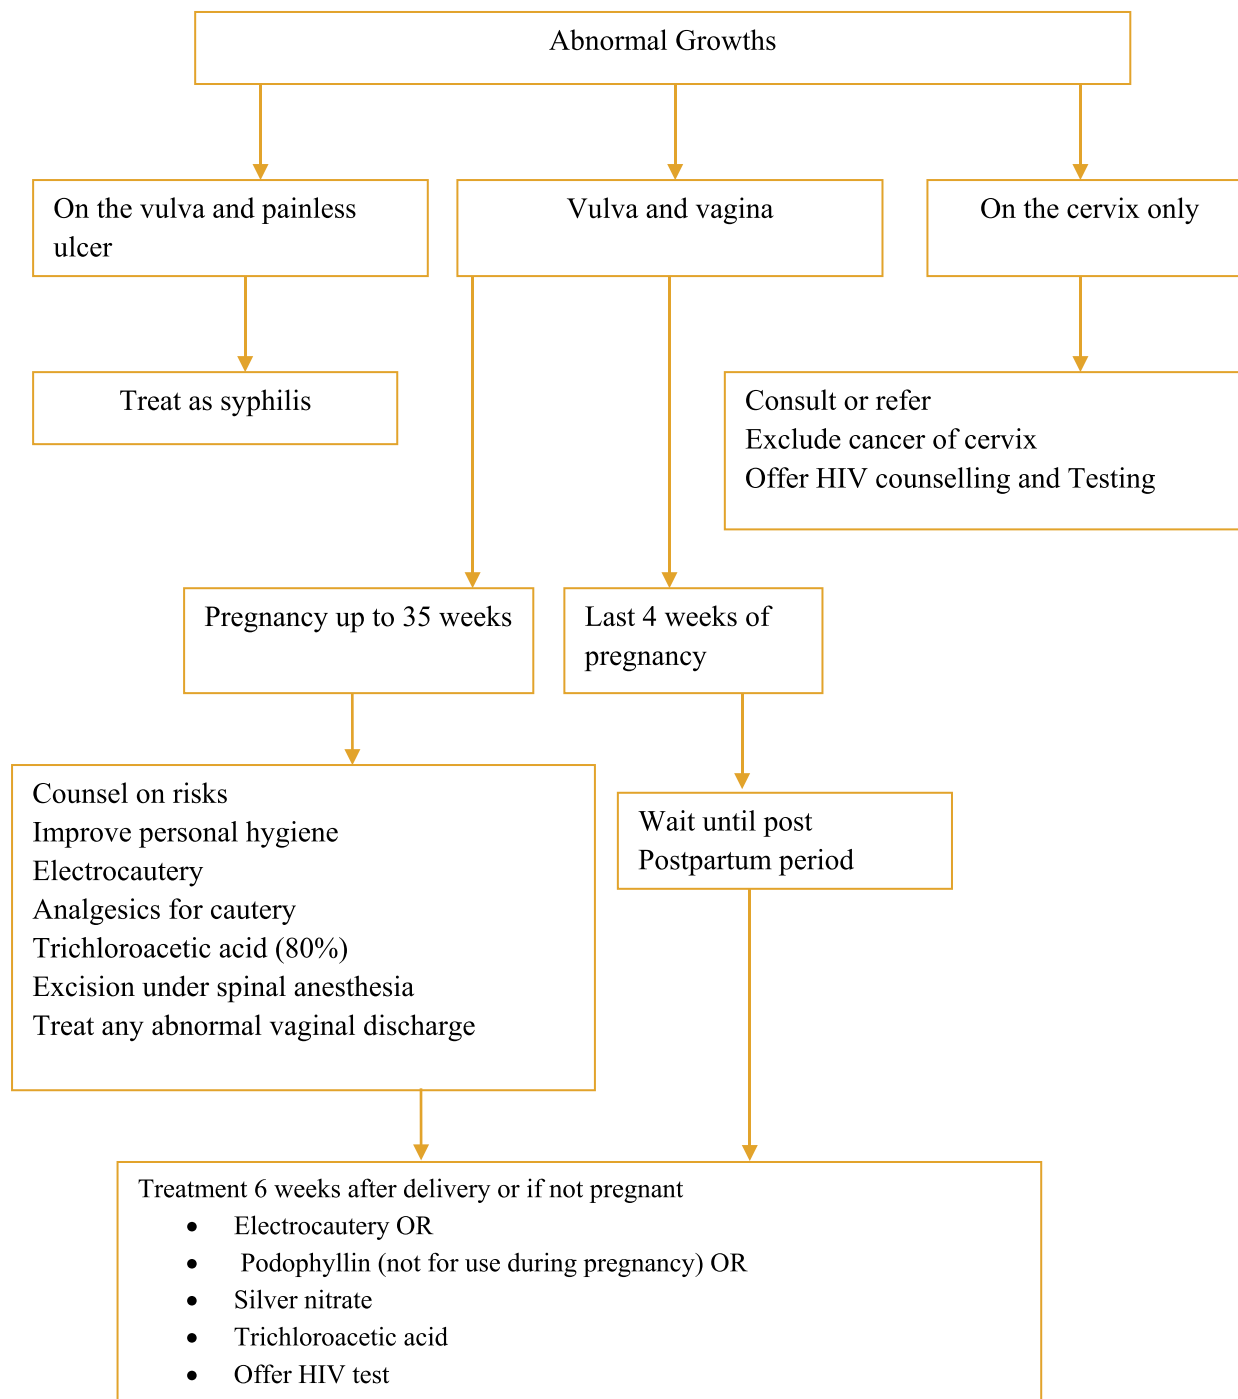 Abnormal Growths
On the vulva and painless
ulcer
Vulva and vagina
On the cervix only
Treat as syphilis
Consult or refer
Exclude cancer of cervix
Offer HIV counselling and Testing
Pregnancy up to 35 weeks
Last 4 weeks of
pregnancy
Counsel on risks
Improve personal hygiene
Electrocautery
Analgesics for cautery
Trichloroacetic acid (80%)
Excision under spinal anesthesia
Treat any abnormal vaginal discharge
Wait until post
Postpartum period
Treatment 6 weeks after delivery or if not pregnant
• Electrocautery OR
• Podophyllin (not for use during pregnancy) OR
• Silver nitrate
• Trichloroacetic acid
• Offer HIV test